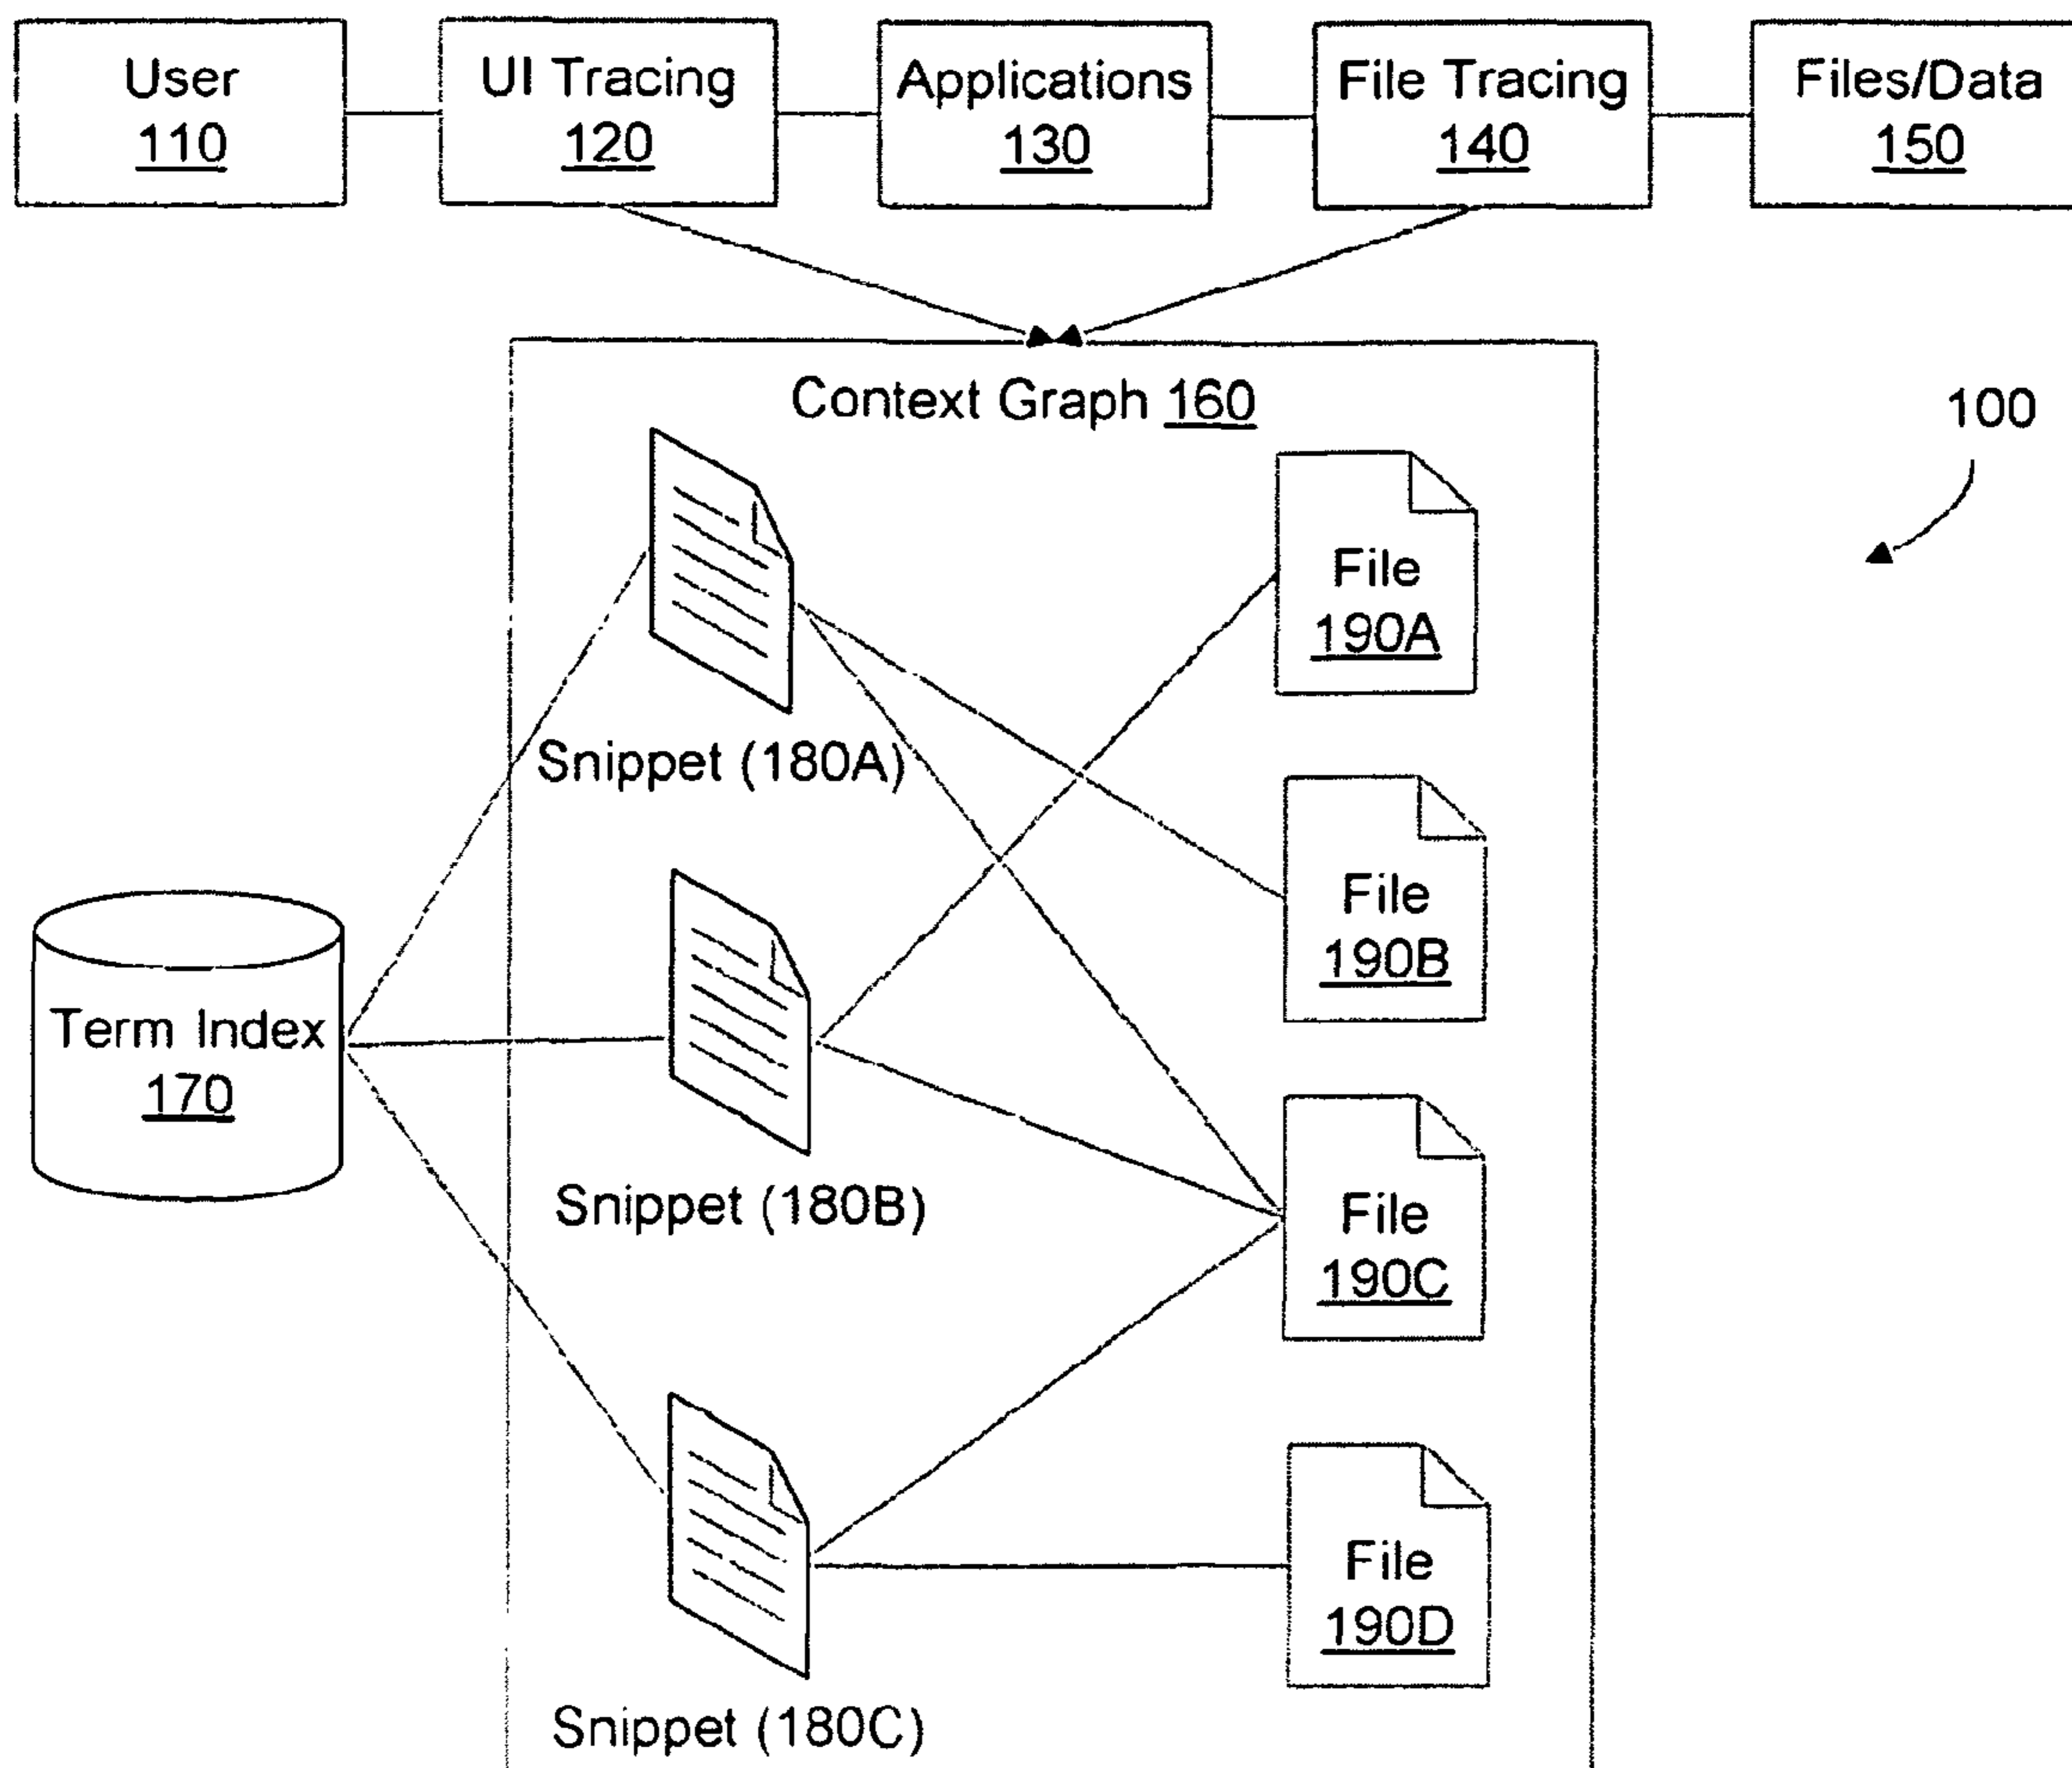 User
110
UI Tracing
120
Applications
130
File Tracing
140
Files/Data
150
Context Graph 160
100
File
190A
Snippet (180A)
File
190B
Term Index
170
Snippet (180B)
File
190C
File
190D
Snippet (180C)